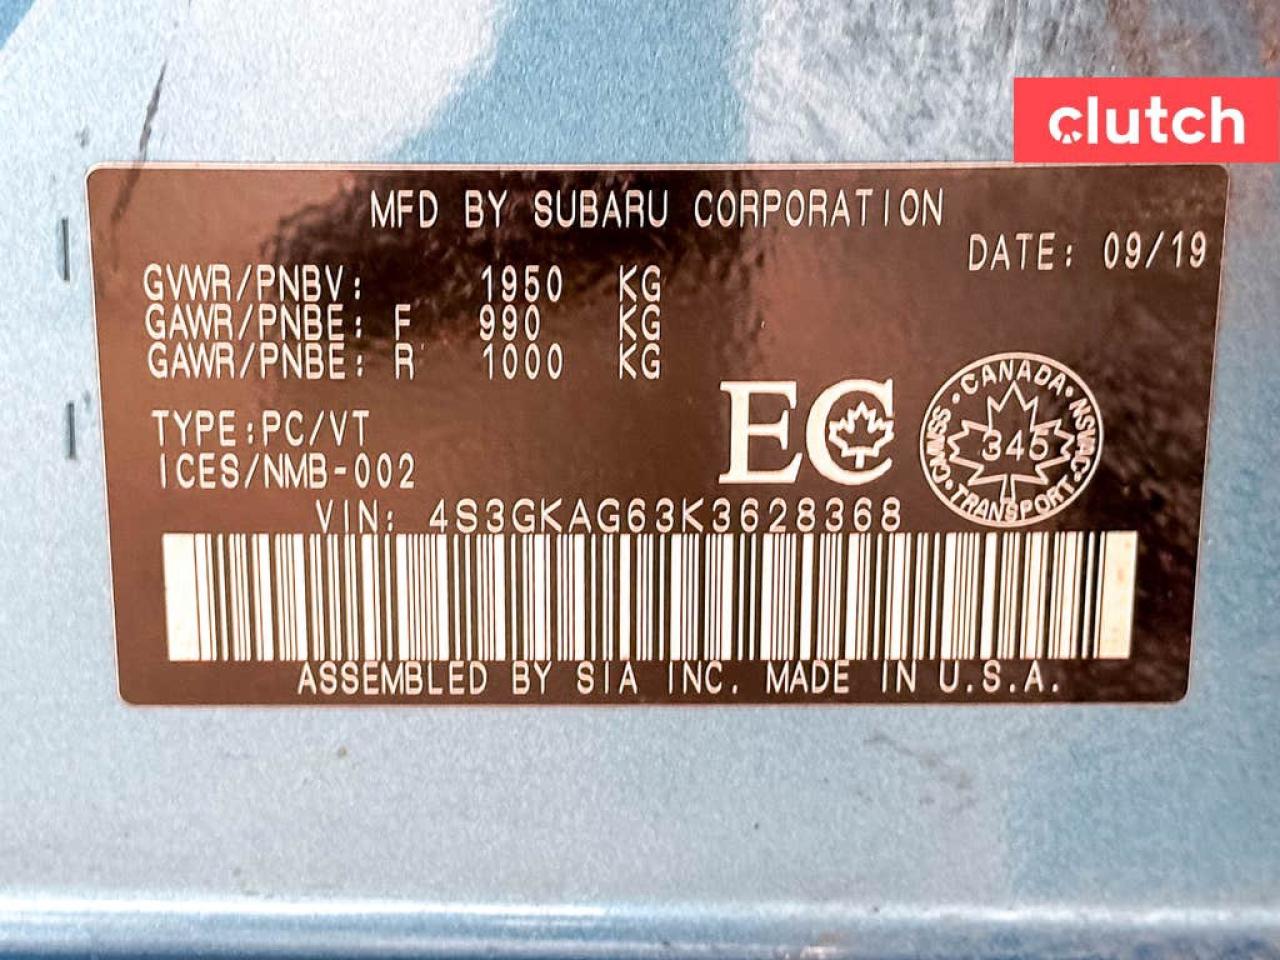 clutch
MFD BY SUBARU CORPORATION
DATE: 09/19
GVWR/PNBV: 1950 KG
GAWR/PNBE: F 990 KG
GAWR/PNBE: R 1000 KG
TYPE:PC/VT
ICES/NMB-002
EC
CANADA • NSVAC • TRANSPORT • CMVSS •
345
VIN: 4S3GKAG63K3628368
ASSEMBLED BY SIA INC. MADE IN U.S.A.